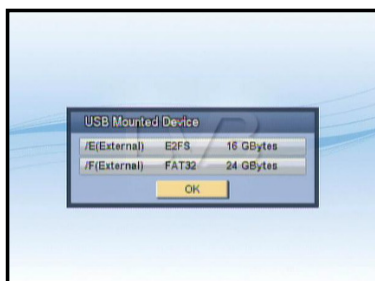 USB Mounted Device
/E(External) E2FS 16 GBytes
/F(External) FAT32 24 GBytes
OK